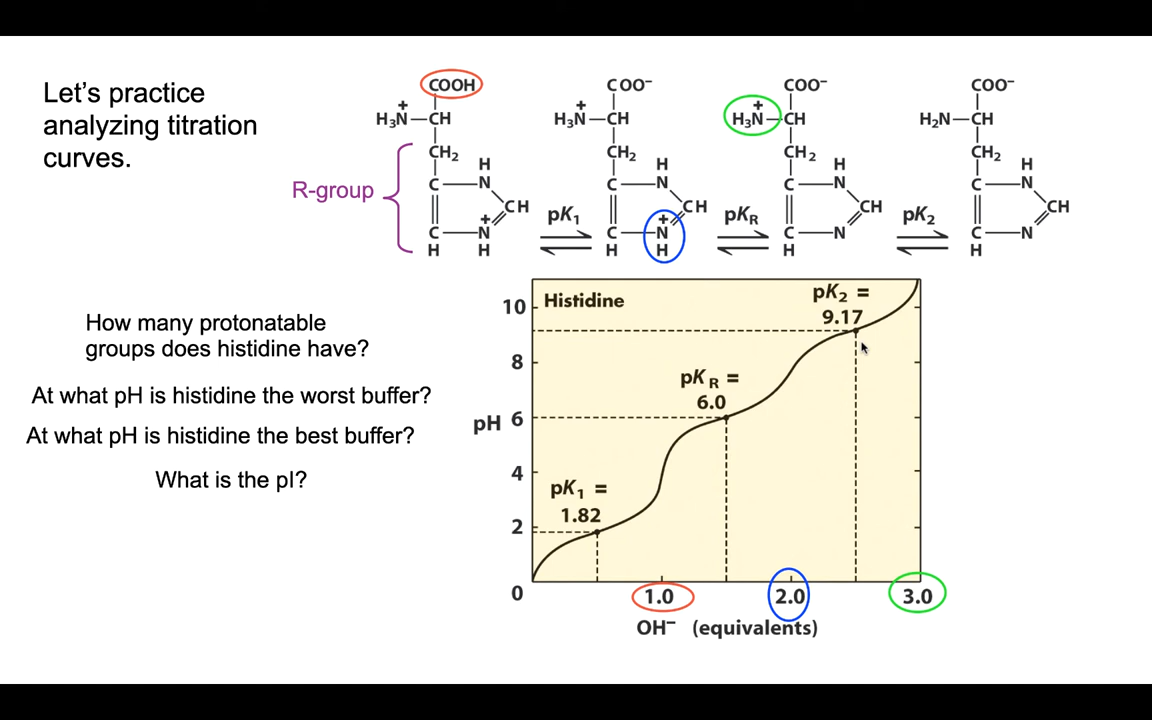 Let's practice
analyzing titration
curves.
R-group
COOH
+
H₃N—CH
CH₂
H
C—N
CH
+
C—N
H H
pK₁
COO⁻
+
H₃N—CH
CH₂
H
C—N
CH
+
C—N
H H
pKR
COO⁻
+
H₃N—CH
CH₂
H
C—N
CH
C—N
H
pK₂
COO⁻
H₂N—CH
CH₂
H
C—N
CH
C—N
H
How many protonatable
groups does histidine have?
At what pH is histidine the worst buffer?
At what pH is histidine the best buffer?
What is the pI?
Histidine
pK₂ =
9.17
pKR =
6.0
pK₁ =
1.82
pH
10
8
6
4
2
0
1.0 2.0 3.0
OH⁻ (equivalents)